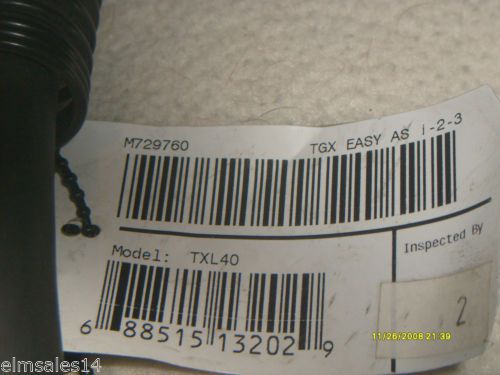 M729760 TGX EASY AS 1-2-3
Model: TXL40
Inspected By
2
6 88515 13202 9
11/26/2008 21:39
elmsales14 elmsales14